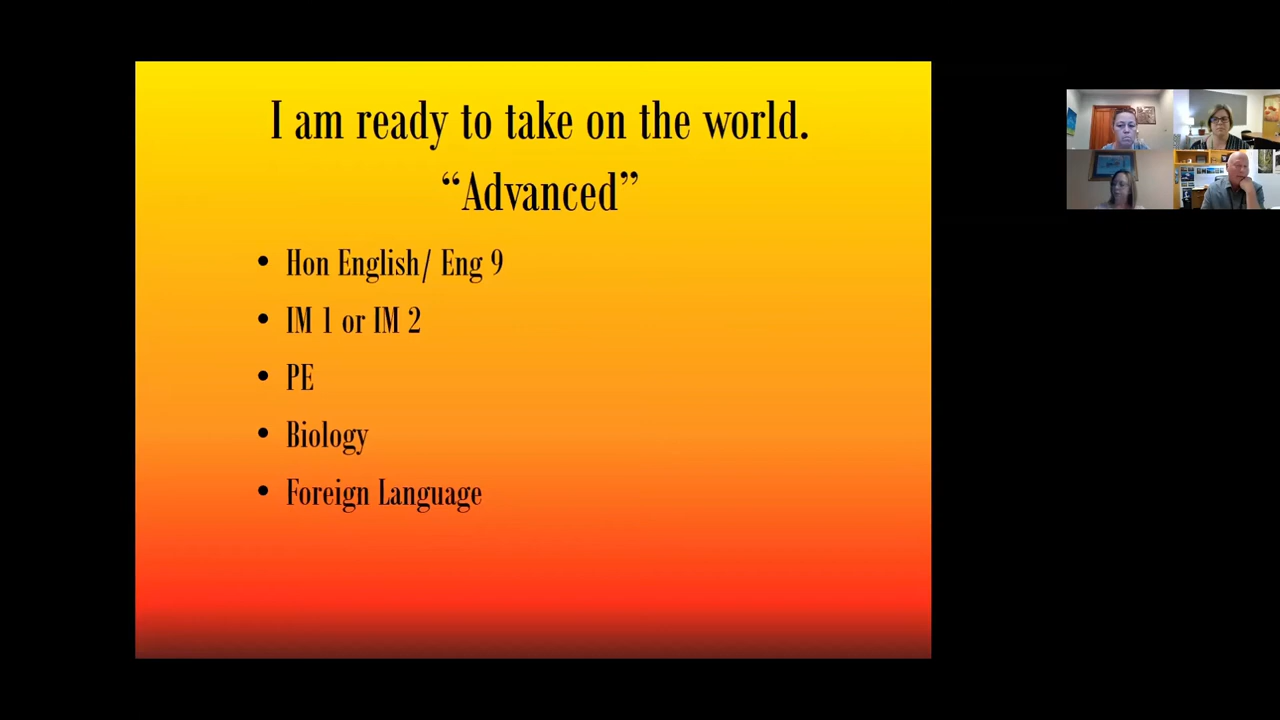 I am ready to take on the world.
“Advanced”
• Hon English/ Eng 9
• IM 1 or IM 2
• PE
• Biology
• Foreign Language